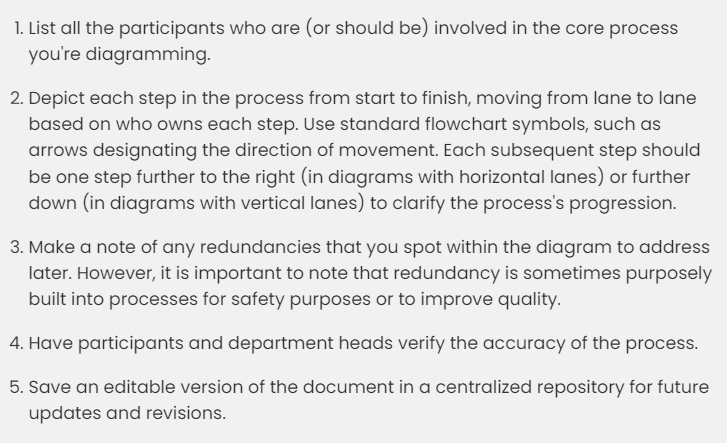 1. List all the participants who are (or should be) involved in the core process
you're diagramming.
2. Depict each step in the process from start to finish, moving from lane to lane
based on who owns each step. Use standard flowchart symbols, such as
arrows designating the direction of movement. Each subsequent step should
be one step further to the right (in diagrams with horizontal lanes) or further
down (in diagrams with vertical lanes) to clarify the process's progression.
3. Make a note of any redundancies that you spot within the diagram to address
later. However, it is important to note that redundancy is sometimes purposely
built into processes for safety purposes or to improve quality.
4. Have participants and department heads verify the accuracy of the process.
5. Save an editable version of the document in a centralized repository for future
updates and revisions.